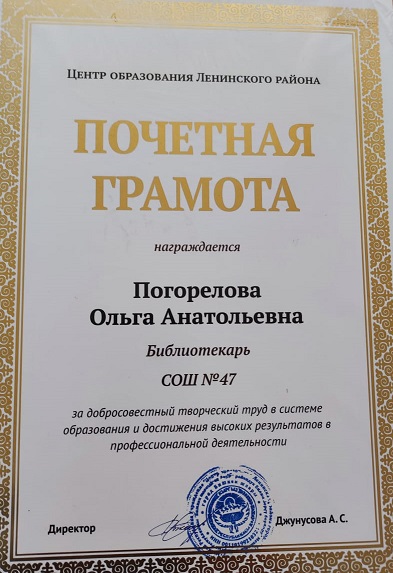 Центр образования Ленинского района
ПОЧЕТНАЯ
ГРАМОТА
награждается
Погорелова
Ольга Анатольевна
Библиотекарь
СОШ №47
за добросовестный творческий труд в системе
образования и достижения высоких результатов в
профессиональной деятельности
Директор
Джунусова А. С.